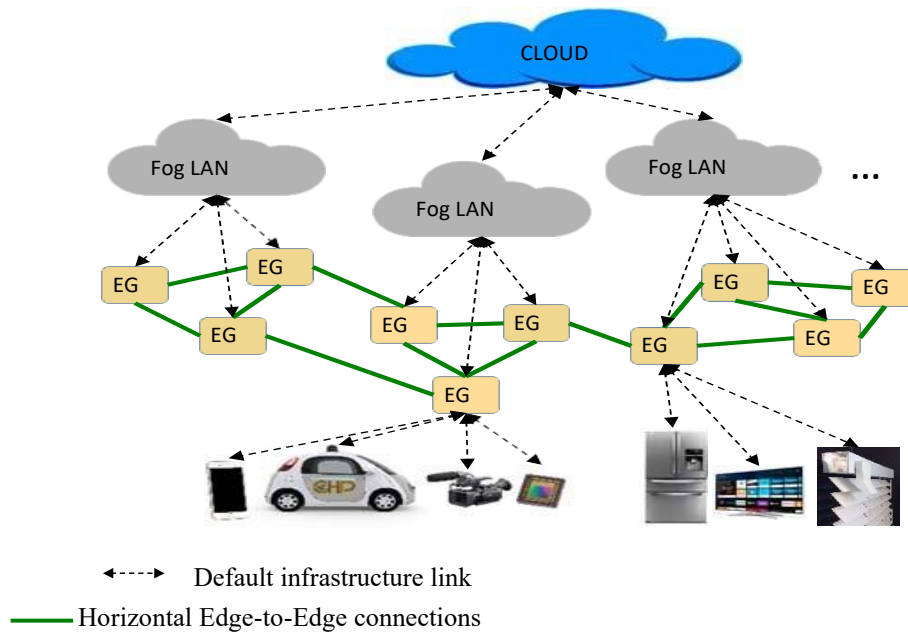 CLOUD
Fog LAN
Fog LAN
Fog LAN
...
EG
EG
EG
EG
EG
EG
EG
EG
EG
EG
CHP
Default infrastructure link
Horizontal Edge-to-Edge connections